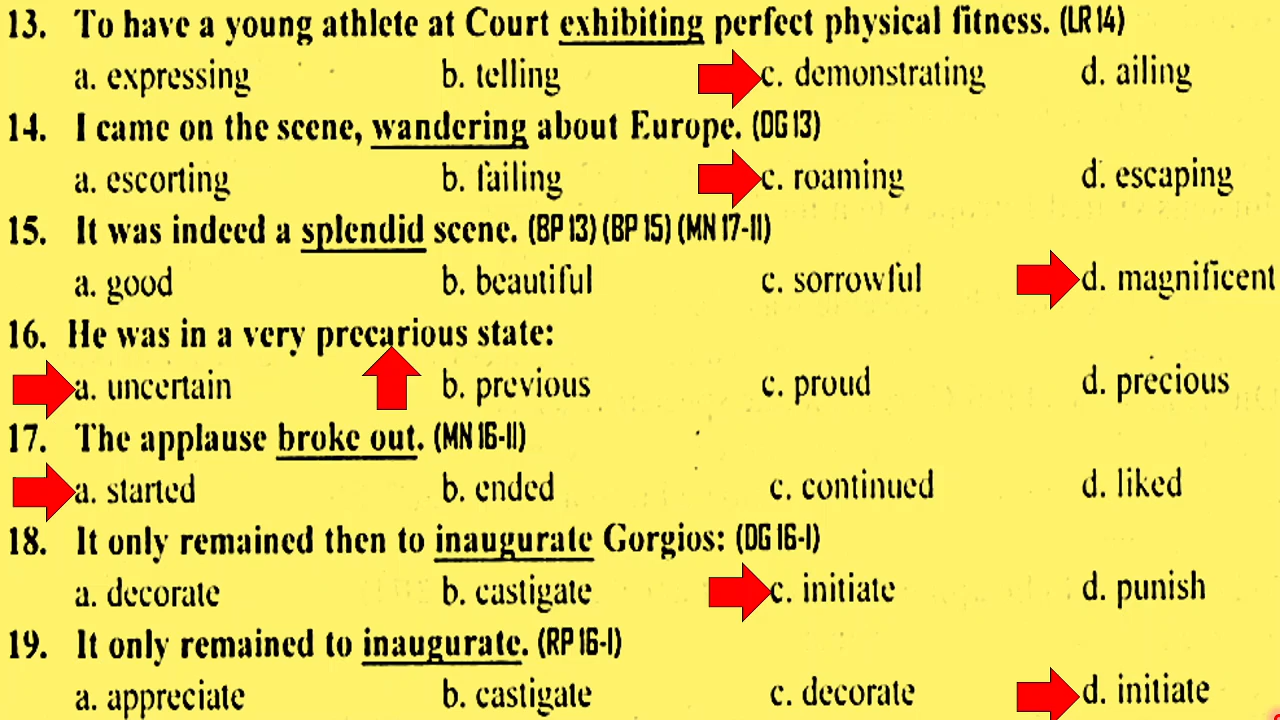 13. To have a young athlete at Court exhibiting perfect physical fitness. (LR 14)
a. expressing b. telling c. demonstrating d. ailing
14. I came on the scene, wandering about Europe. (DG 13)
a. escorting b. failing c. roaming d. escaping
15. It was indeed a splendid scene. (BP 13) (BP 15) (MN 17-II)
a. good b. beautiful c. sorrowful d. magnificent
16. He was in a very precarious state:
a. uncertain b. previous c. proud d. precious
17. The applause broke out. (MN 16-II)
a. started b. ended c. continued d. liked
18. It only remained then to inaugurate Gorgios: (DG 16-I)
a. decorate b. castigate c. initiate d. punish
19. It only remained to inaugurate. (RP 16-I)
a. appreciate b. castigate c. decorate d. initiate